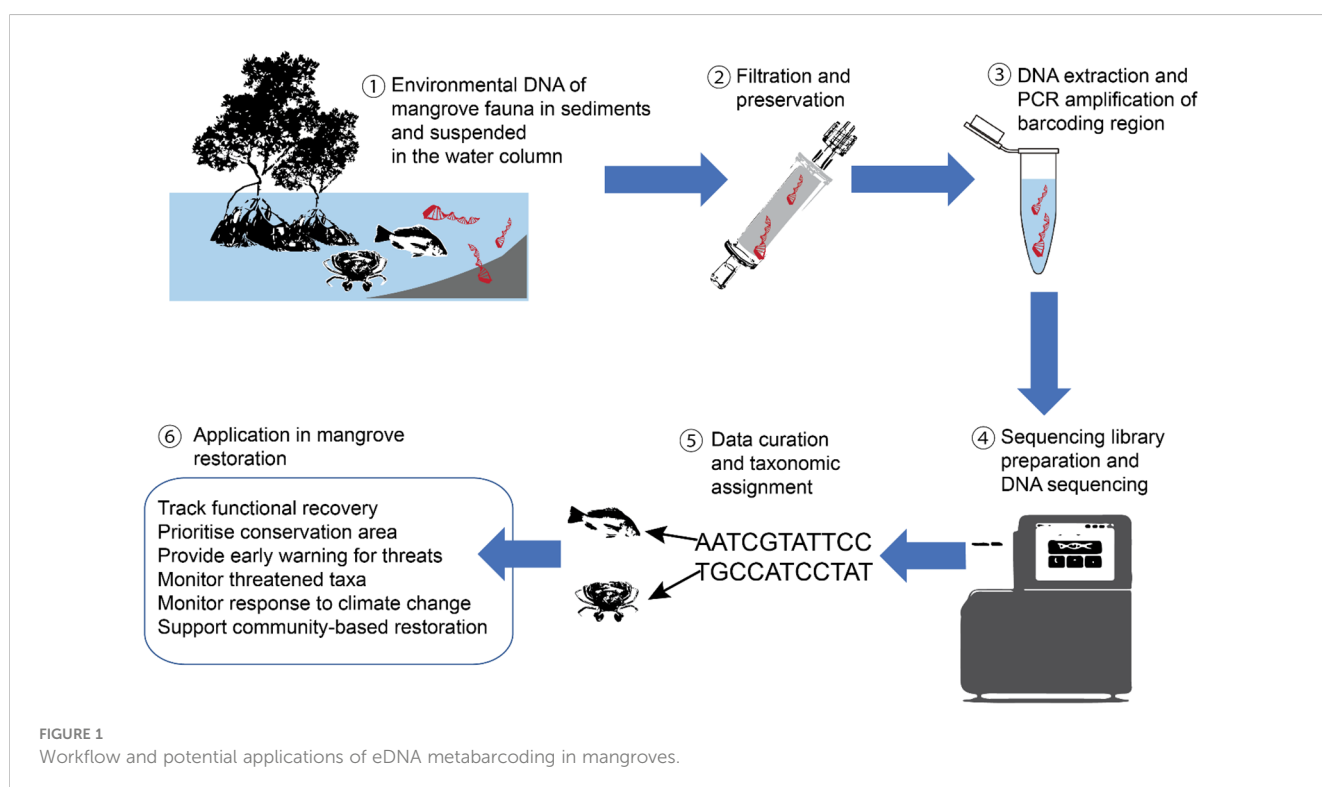 ① Environmental DNA of
mangrove fauna in sediments
and suspended
in the water column
② Filtration and
preservation
③ DNA extraction and
PCR amplification of
barcoding region
④ Sequencing library
preparation and
DNA sequencing
⑤ Data curation
and taxonomic
assignment
AATCGTATTCC
TGCCATCCTAT
⑥ Application in mangrove
restoration
Track functional recovery
Prioritise conservation area
Provide early warning for threats
Monitor threatened taxa
Monitor response to climate change
Support community-based restoration
FIGURE 1
Workflow and potential applications of eDNA metabarcoding in mangroves.